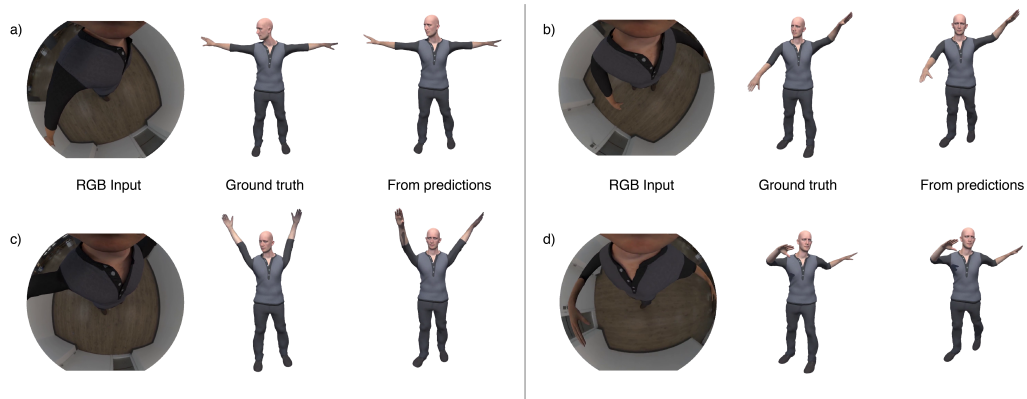 a)
b)
RGB Input
Ground truth
From predictions
RGB Input
Ground truth
From predictions
c)
d)